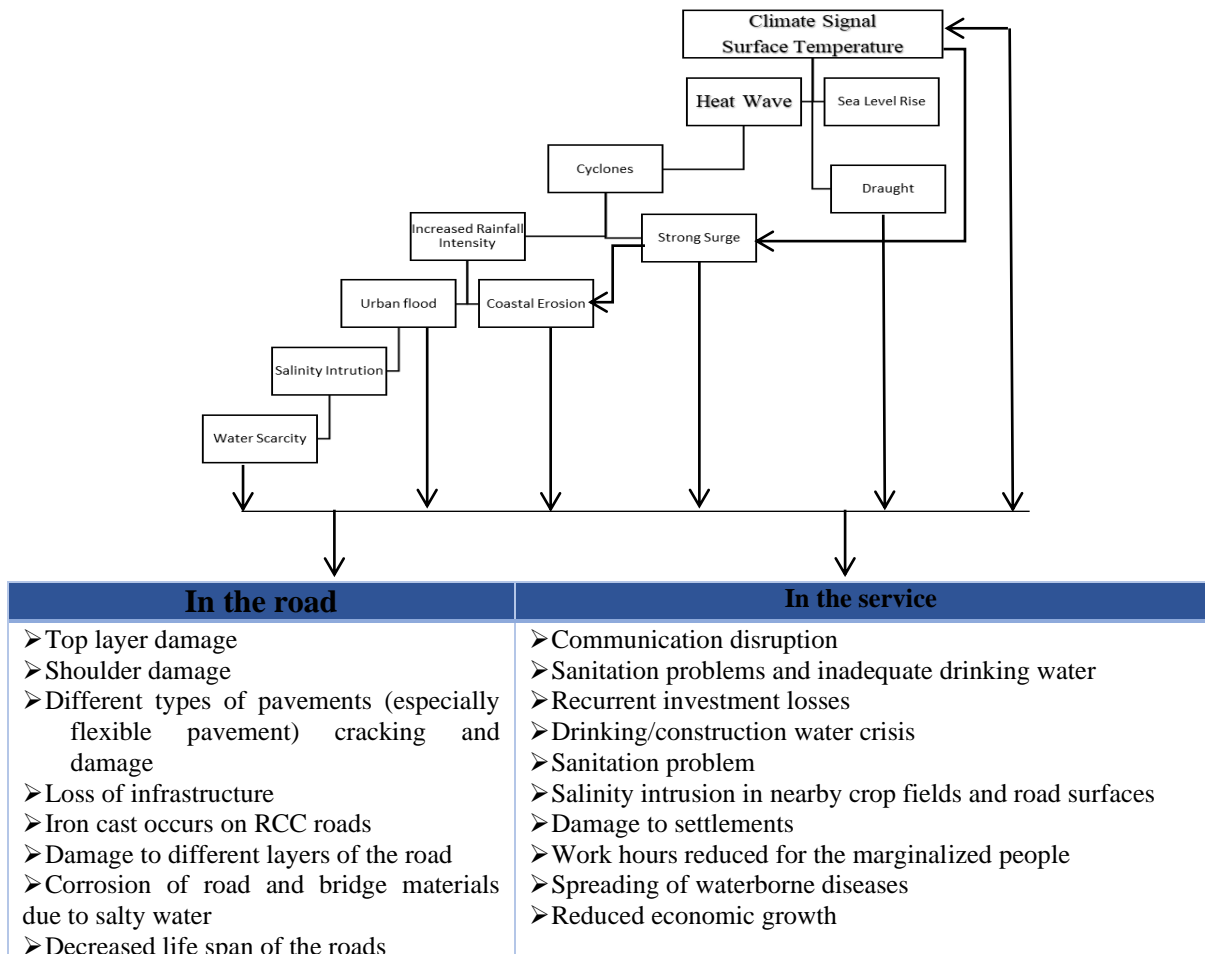 Climate Signal
Surface Temperature
Heat Wave
Sea Level Rise
Cyclones
Draught
Increased Rainfall
Intensity
Strong Surge
Urban flood
Coastal Erosion
Salinity Intrution
Water Scarcity
In the road
➢Top layer damage
➢Shoulder damage
➢Different types of pavements (especially
flexible pavement) cracking and
damage
➢Loss of infrastructure
➢Iron cast occurs on RCC roads
➢Damage to different layers of the road
➢Corrosion of road and bridge materials
due to salty water
➢Decreased life span of the roads
In the service
➢Communication disruption
➢Sanitation problems and inadequate drinking water
➢Recurrent investment losses
➢Drinking/construction water crisis
➢Sanitation problem
➢Salinity intrusion in nearby crop fields and road surfaces
➢Damage to settlements
➢Work hours reduced for the marginalized people
➢Spreading of waterborne diseases
➢Reduced economic growth